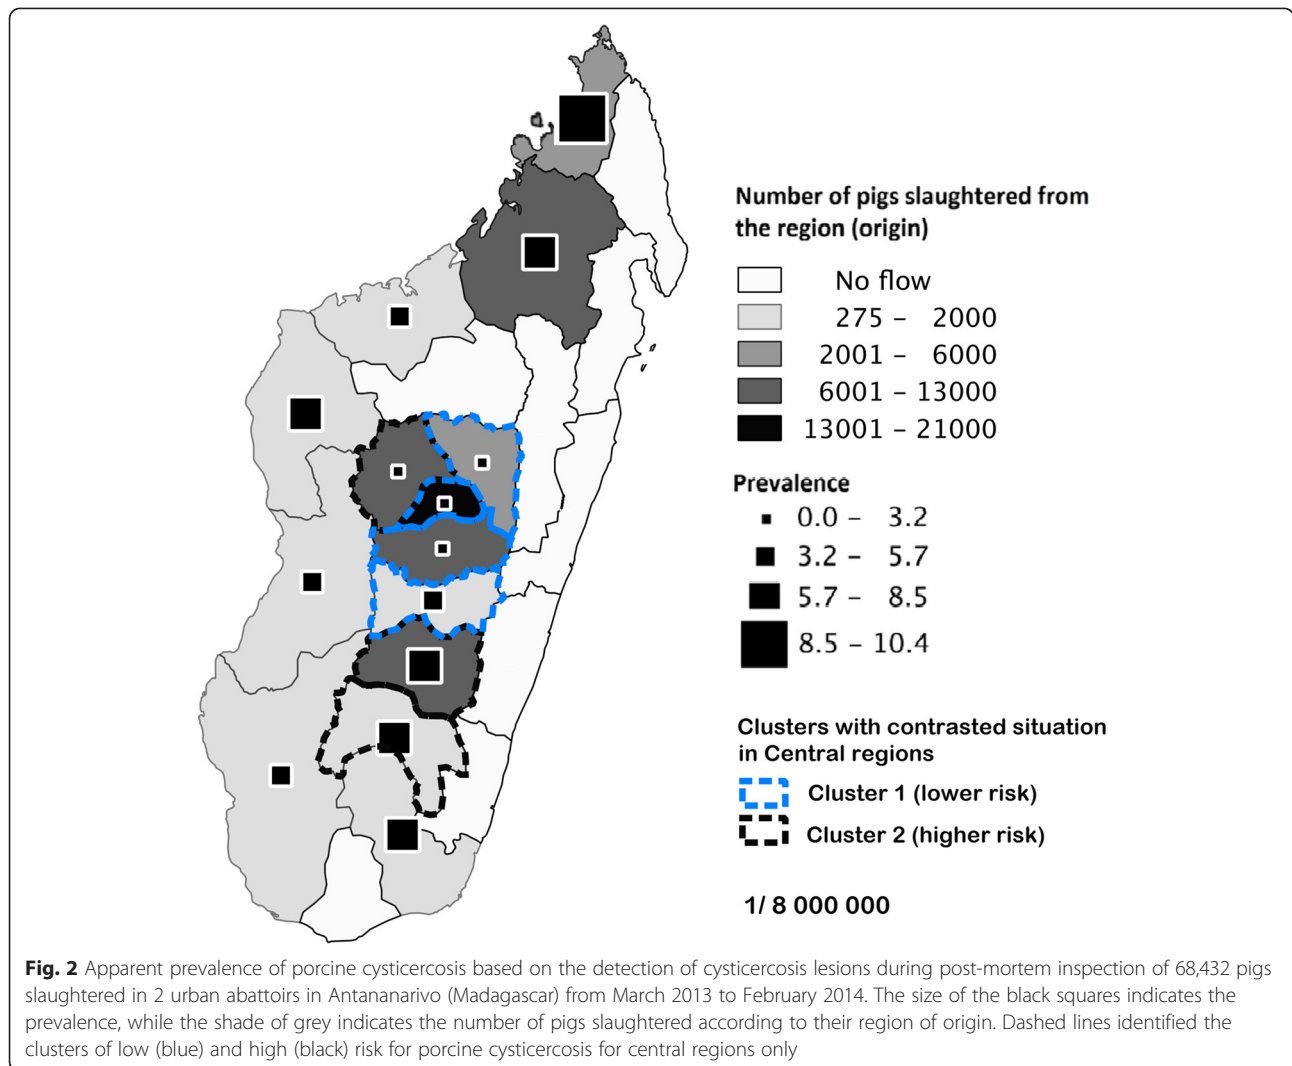 Number of pigs slaughtered from
the region (origin)
No flow
275 – 2000
2001 – 6000
6001 – 13000
13001 – 21000
Prevalence
0.0 – 3.2
3.2 – 5.7
5.7 – 8.5
8.5 – 10.4
Clusters with contrasted situation
in Central regions
Cluster 1 (lower risk)
Cluster 2 (higher risk)
1/ 8 000 000
Fig. 2 Apparent prevalence of porcine cysticercosis based on the detection of cysticercosis lesions during post-mortem inspection of 68,432 pigs
slaughtered in 2 urban abattoirs in Antananarivo (Madagascar) from March 2013 to February 2014. The size of the black squares indicates the
prevalence, while the shade of grey indicates the number of pigs slaughtered according to their region of origin. Dashed lines identified the
clusters of low (blue) and high (black) risk for porcine cysticercosis for central regions only